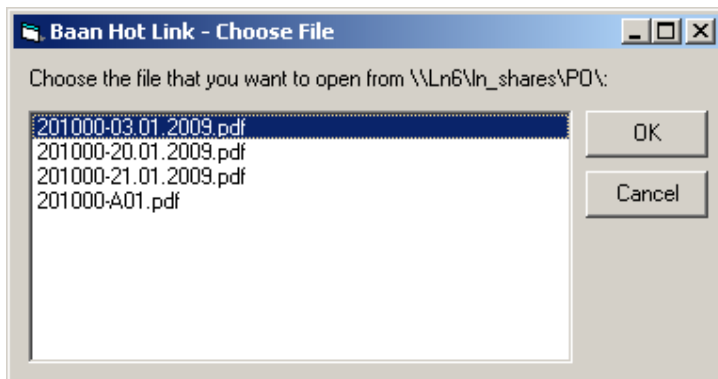 Baan Hot Link - Choose File
Choose the file that you want to open from \\Ln6\ln_shares\PO\:
201000-03.01.2009.pdf
OK
201000-20.01.2009.pdf
201000-21.01.2009.pdf
Cancel
201000-A01.pdf